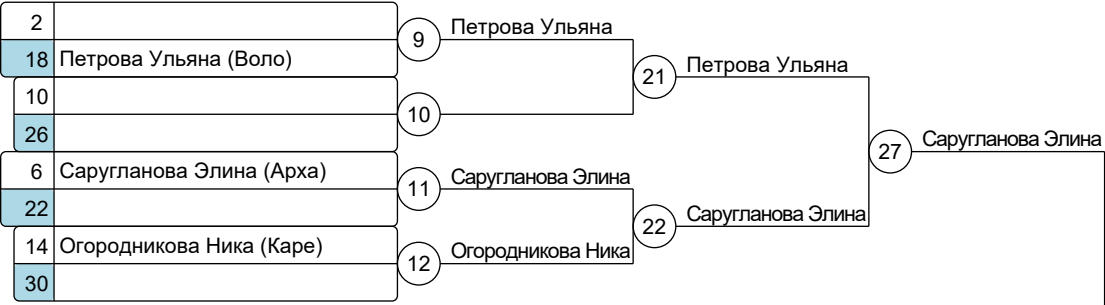 2
9
Петрова Ульяна
18 Петрова Ульяна (Воло)
21
Петрова Ульяна
10
10
26
27
Саругланова Элина
6 Саругланова Элина (Арха)
11
Саругланова Элина
22
22
Саругланова Элина
14 Огородникова Ника (Каре)
12
Огородникова Ника
30